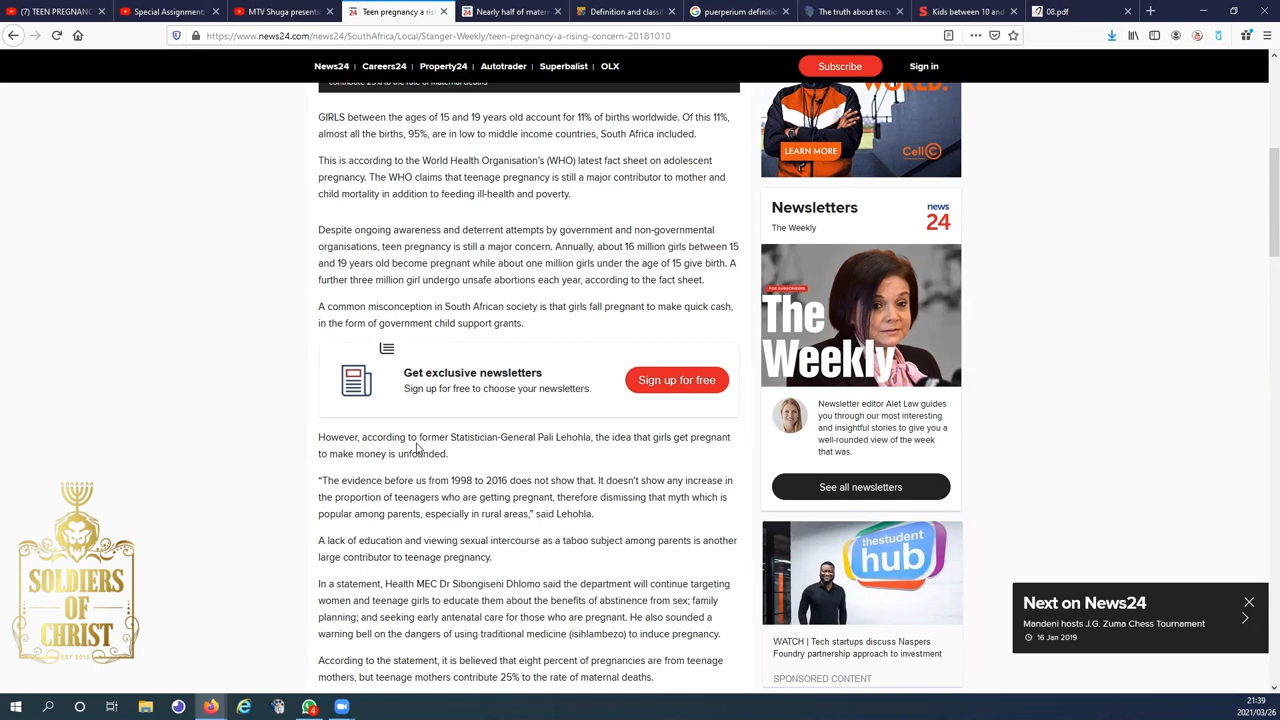 (7) TEEN PREGNANC
Special Assignment:
MTV Shuga presents:
Teen pregnancy a ris
Nearly half of mater
Definition and classif
puerperium definitio
The truth about teen
Kids between 10 and
08.pdf
https://www.news24.com/news24/SouthAfrica/Local/Stanger-Weekly/teen-pregnancy-a-rising-concern-20181010
News24 | Careers24 | Property24 | Autotrader | Superbalist | OLX
Subscribe
Sign in
contribute 25% to the rate of maternal deaths
GIRLS between the ages of 15 and 19 years old account for 11% of births worldwide. Of this 11%,
almost all the births, 95%, are in low to middle income countries, South Africa included.
This is according to the World Health Organisation's (WHO) latest fact sheet on adolescent
pregnancy. The WHO claims that teenage pregnancy is still a major contributor to mother and
child mortality in addition to feeding ill-health and poverty.
Despite ongoing awareness and deterrent attempts by government and non-governmental
organisations, teen pregnancy is still a major concern. Annually, about 16 million girls between 15
and 19 years old become pregnant while about one million girls under the age of 15 give birth. A
further three million girl undergo unsafe abortions each year, according to the fact sheet.
A common misconception in South African society is that girls fall pregnant to make quick cash,
in the form of government child support grants.
Get exclusive newsletters
Sign up for free to choose your newsletters.
Sign up for free
However, according to former Statistician-General Pali Lehohla, the idea that girls get pregnant
to make money is unfounded.
“The evidence before us from 1998 to 2016 does not show that. It doesn't show any increase in
the proportion of teenagers who are getting pregnant, therefore dismissing that myth which is
popular among parents, especially in rural areas,” said Lehohla.
A lack of education and viewing sexual intercourse as a taboo subject among parents is another
large contributor to teenage pregnancy.
In a statement, Health MEC Dr Sibongiseni Dhlomo said the department will continue targeting
women and teenage girls to educate them about the benefits of abstinence from sex; family
planning; and seeking early antenatal care for those who are pregnant. He also sounded a
warning bell on the dangers of using traditional medicine (isihlambezo) to induce pregnancy.
According to the statement, it is believed that eight percent of pregnancies are from teenage
mothers, but teenage mothers contribute 25% to the rate of maternal deaths.
WORLD.
LEARN MORE
Cell C
Newsletters
The Weekly
news
24
FOR SUBSCRIBERS
The
Weekly
Newsletter editor Alet Law guides
you through our most interesting
and insightful stories to give you a
well-rounded view of the week
that was.
See all newsletters
thestudent
hub
WATCH | Tech startups discuss Naspers
Foundry partnership approach to investment
SPONSORED CONTENT
Next on News24
Mandeni hosts J.G. Zuma Chess Tournament
16 Jan 2019
SOLDIERS
OF
CHRIST
EST 2015
4
21:39
2021/03/26